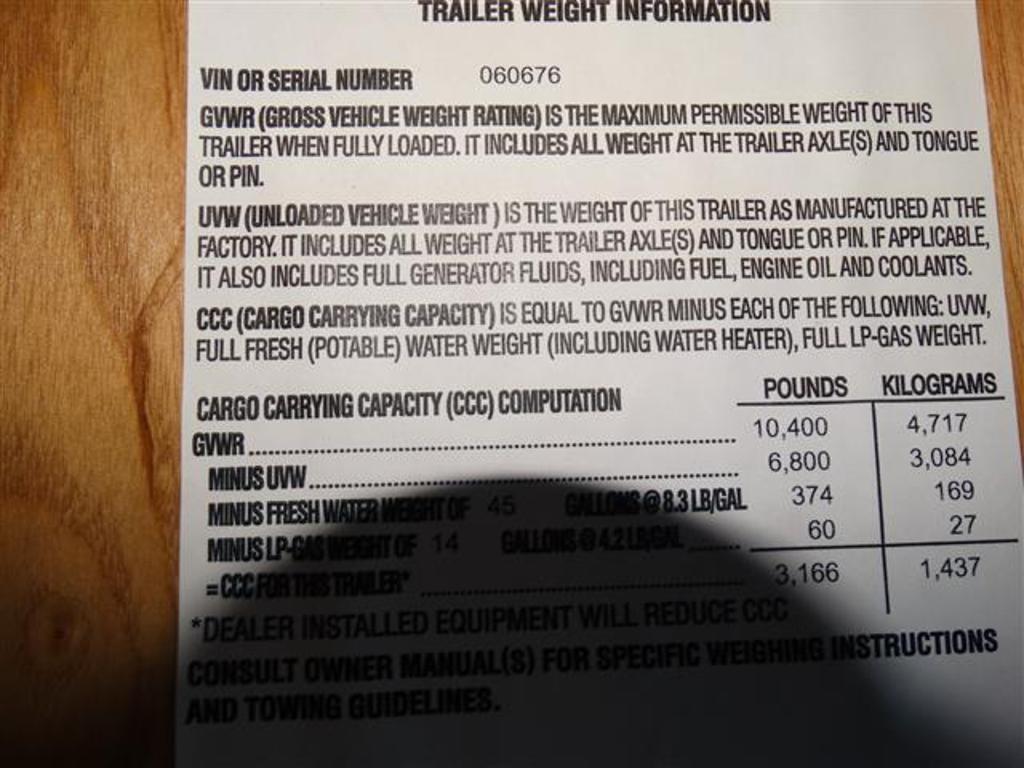 TRAILER WEIGHT INFORMATION
VIN OR SERIAL NUMBER 060676
GVWR (GROSS VEHICLE WEIGHT RATING) IS THE MAXIMUM PERMISSIBLE WEIGHT OF THIS
TRAILER WHEN FULLY LOADED. IT INCLUDES ALL WEIGHT AT THE TRAILER AXLE(S) AND TONGUE
OR PIN.
UVW (UNLOADED VEHICLE WEIGHT ) IS THE WEIGHT OF THIS TRAILER AS MANUFACTURED AT THE
FACTORY. IT INCLUDES ALL WEIGHT AT THE TRAILER AXLE(S) AND TONGUE OR PIN. IF APPLICABLE,
IT ALSO INCLUDES FULL GENERATOR FLUIDS, INCLUDING FUEL, ENGINE OIL AND COOLANTS.
CCC (CARGO CARRYING CAPACITY) IS EQUAL TO GVWR MINUS EACH OF THE FOLLOWING: UVW,
FULL FRESH (POTABLE) WATER WEIGHT (INCLUDING WATER HEATER), FULL LP-GAS WEIGHT.
CARGO CARRYING CAPACITY (CCC) COMPUTATION POUNDS KILOGRAMS
GVWR 10,400 4,717
MINUS UVW 6,800 3,084
MINUS FRESH WATER WEIGHT OF 45 GALLONS @ 8.3 LB/GAL 374 169
MINUS LP-GAS WEIGHT OF 14 GALLONS @ 4.2 LB/GAL 60 27
= CCC FOR THIS TRAILER* 3,166 1,437
*DEALER INSTALLED EQUIPMENT WILL REDUCE CCC
CONSULT OWNER MANUAL(S) FOR SPECIFIC WEIGHING INSTRUCTIONS
AND TOWING GUIDELINES.